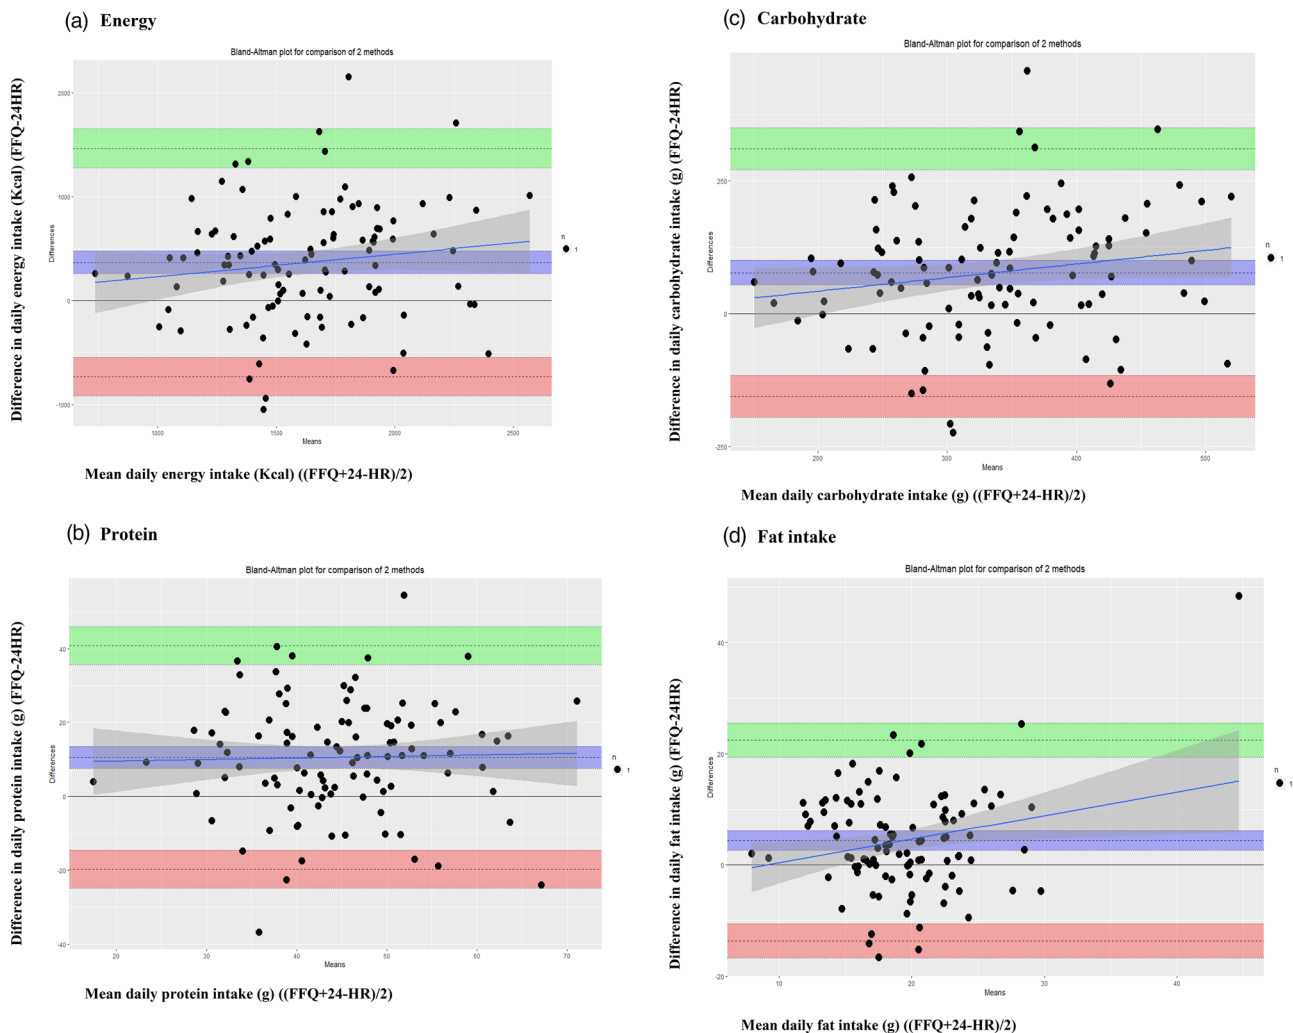 (a) Energy
Bland-Altman plot for comparison of 2 methods
Difference in daily energy intake (Kcal) (FFQ-24HR)
Differences
2000
1000
0
-1000
1000 1500 2000 2500
Means
n
1
Mean daily energy intake (Kcal) ((FFQ+24-HR)/2)
(c) Carbohydrate
Bland-Altman plot for comparison of 2 methods
Difference in daily carbohydrate intake (g) (FFQ-24HR)
Differences
250
0
-250
200 300 400 500
Means
n
1
Mean daily carbohydrate intake (g) ((FFQ+24-HR)/2)
(b) Protein
Bland-Altman plot for comparison of 2 methods
Difference in daily protein intake (g) (FFQ-24HR)
Differences
40
20
0
-20
-40
20 30 40 50 60 70
Means
n
1
Mean daily protein intake (g) ((FFQ+24-HR)/2)
(d) Fat intake
Bland-Altman plot for comparison of 2 methods
Difference in daily fat intake (g) (FFQ-24HR)
Differences
40
20
0
-20
10 20 30 40
Means
n
1
Mean daily fat intake (g) ((FFQ+24-HR)/2)